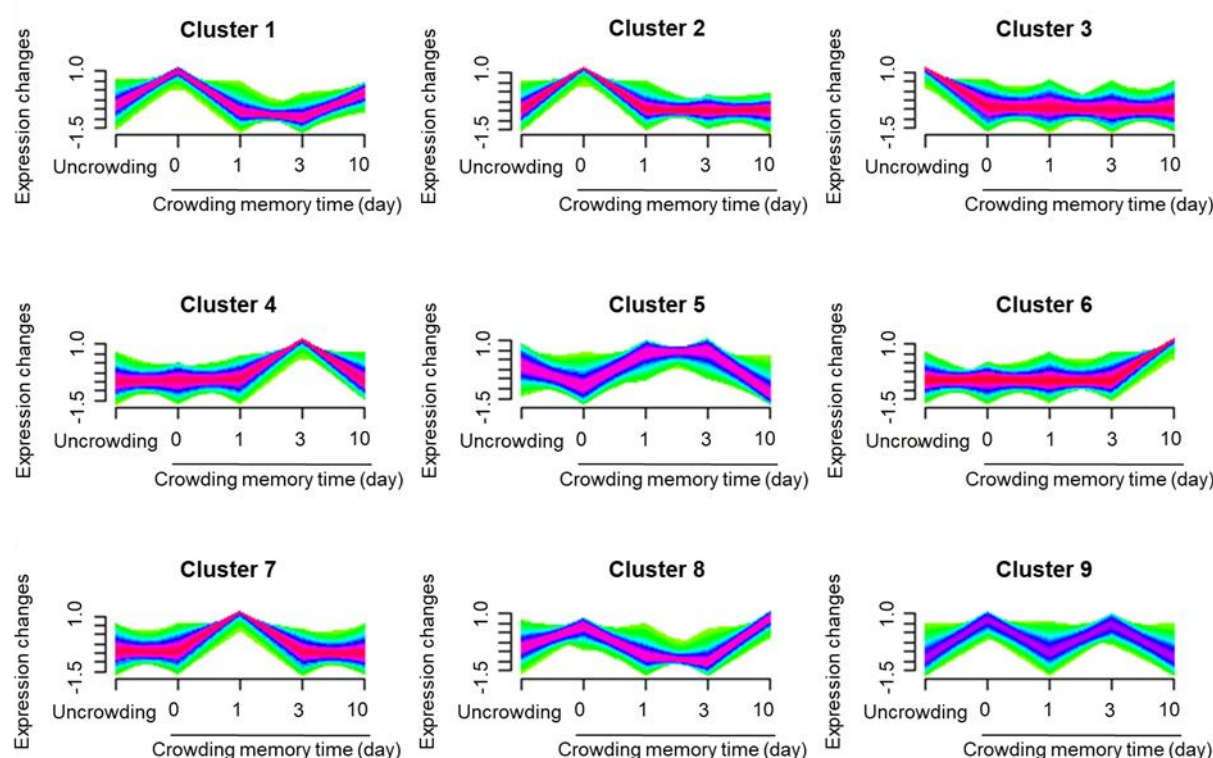 Cluster 1
Expression changes
1.0
-1.5
Uncrowding 0 1 3 10
Crowding memory time (day)
Cluster 2
Expression changes
1.0
-1.5
Uncrowding 0 1 3 10
Crowding memory time (day)
Cluster 3
Expression changes
1.0
-1.5
Uncrowding 0 1 3 10
Crowding memory time (day)
Cluster 4
Expression changes
1.0
-1.5
Uncrowding 0 1 3 10
Crowding memory time (day)
Cluster 5
Expression changes
1.0
-1.5
Uncrowding 0 1 3 10
Crowding memory time (day)
Cluster 6
Expression changes
1.0
-1.5
Uncrowding 0 1 3 10
Crowding memory time (day)
Cluster 7
Expression changes
1.0
-1.5
Uncrowding 0 1 3 10
Crowding memory time (day)
Cluster 8
Expression changes
1.0
-1.5
Uncrowding 0 1 3 10
Crowding memory time (day)
Cluster 9
Expression changes
1.0
-1.5
Uncrowding 0 1 3 10
Crowding memory time (day)